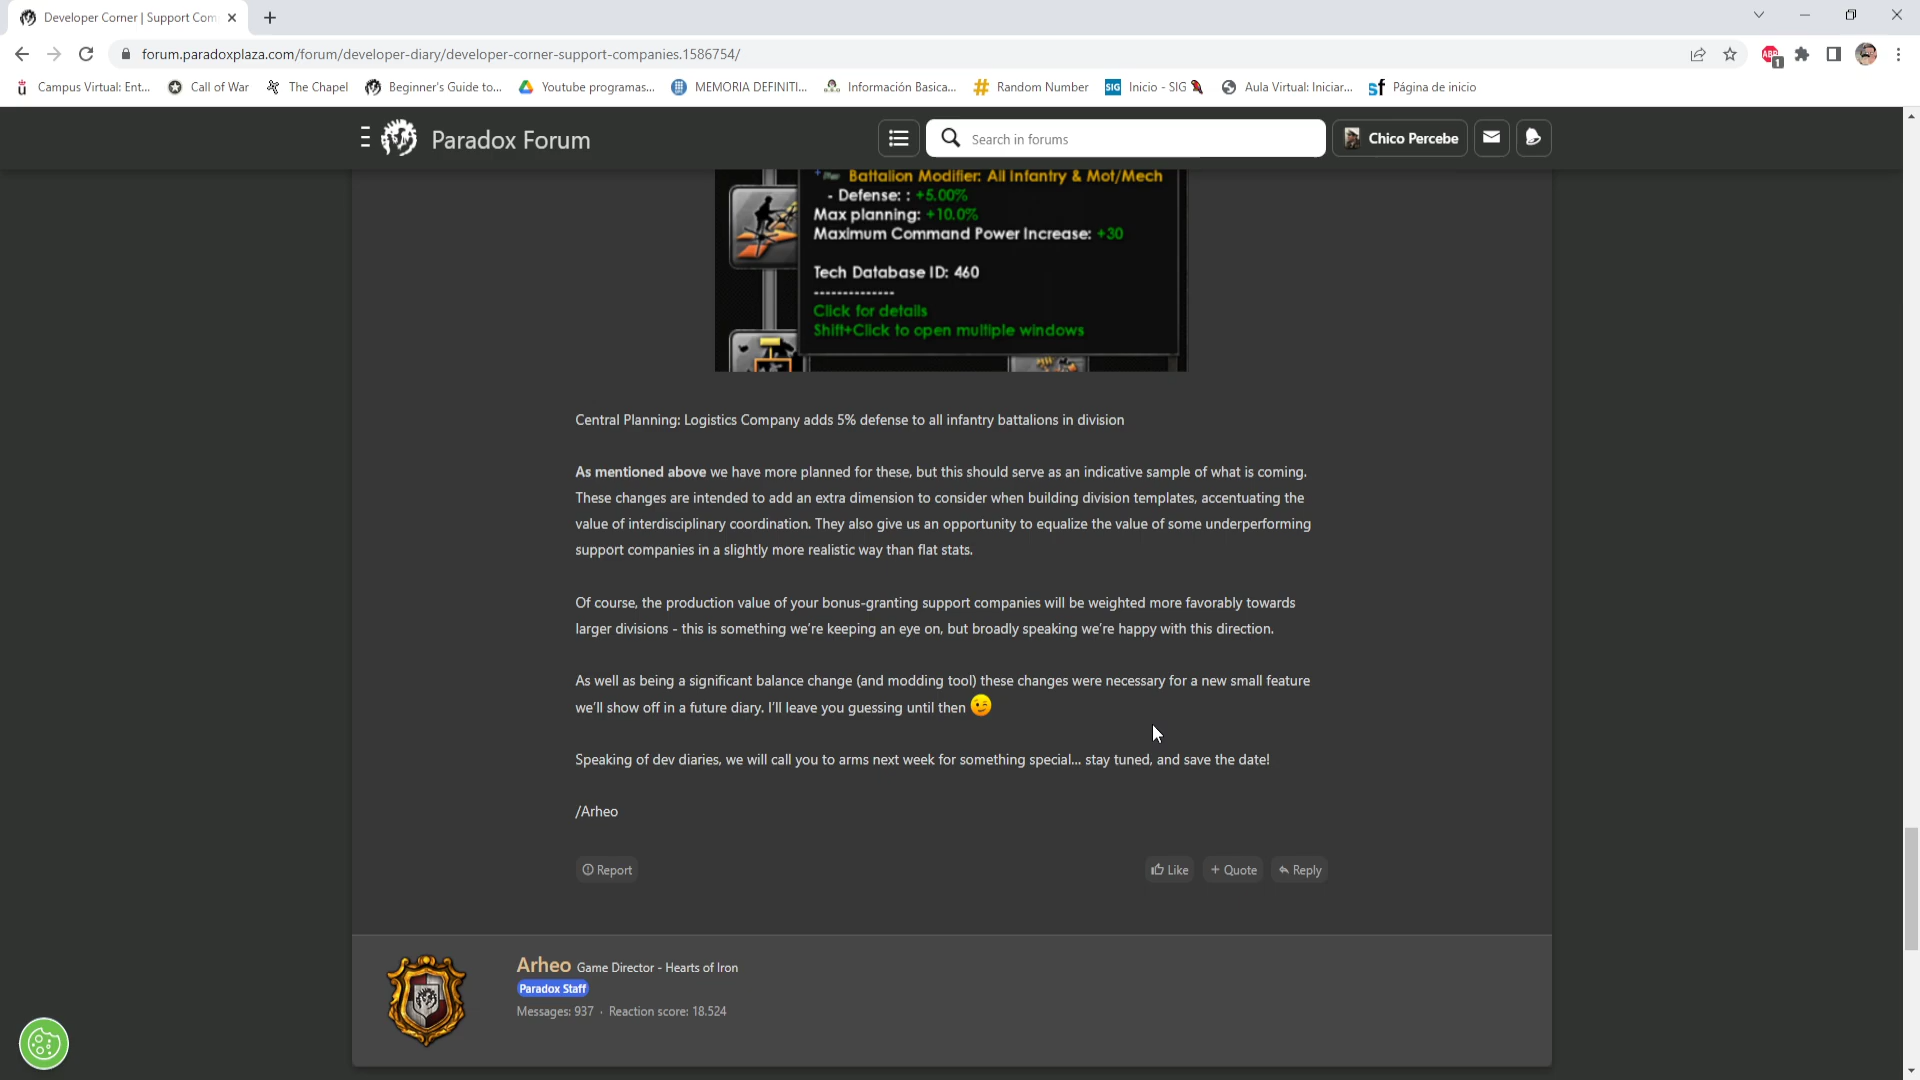 Developer Corner | Support Com
forum.paradoxplaza.com/forum/developer-diary/developer-corner-support-companies.1586754/
ABP
1
Campus Virtual: Ent...
Call of War
The Chapel
Beginner's Guide to...
Youtube programas...
MEMORIA DEFINITI...
Información Basica...
Random Number
SIG
Inicio - SIG
Aula Virtual: Iniciar...
sf
Página de inicio
Paradox Forum
Search in forums
Chico Percebe
Battalion Modifier: All Infantry & Mot/Mech
- Defense: : +5.00%
Max planning: +10.0%
Maximum Command Power Increase: +30
Tech Database ID: 460
--------------
Click for details
Shift+Click to open multiple windows
Central Planning: Logistics Company adds 5% defense to all infantry battalions in division
As mentioned above we have more planned for these, but this should serve as an indicative sample of what is coming.
These changes are intended to add an extra dimension to consider when building division templates, accentuating the
value of interdisciplinary coordination. They also give us an opportunity to equalize the value of some underperforming
support companies in a slightly more realistic way than flat stats.
Of course, the production value of your bonus-granting support companies will be weighted more favorably towards
larger divisions - this is something we're keeping an eye on, but broadly speaking we're happy with this direction.
As well as being a significant balance change (and modding tool) these changes were necessary for a new small feature
we'll show off in a future diary. I'll leave you guessing until then 😉
Speaking of dev diaries, we will call you to arms next week for something special... stay tuned, and save the date!
/Arheo
Report
Like
+ Quote
Reply
Arheo Game Director - Hearts of Iron
Paradox Staff
Messages: 937 · Reaction score: 18.524